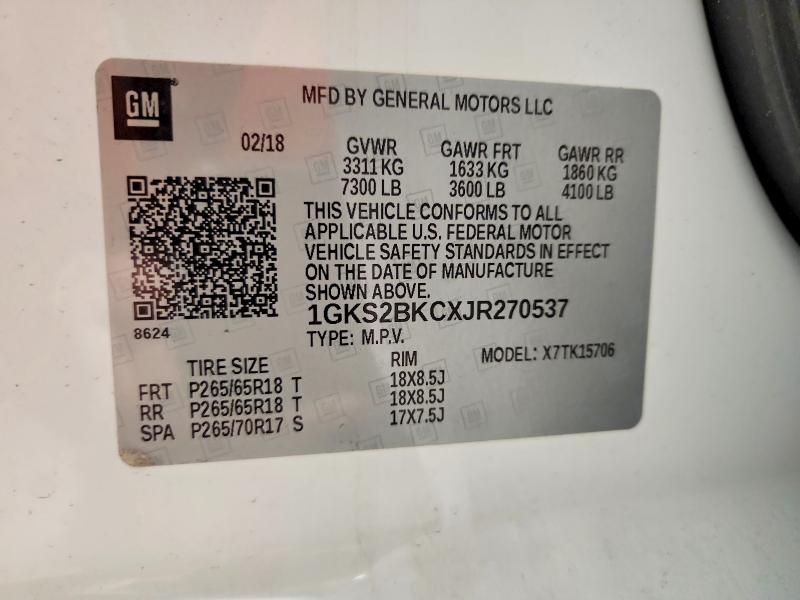 GM
MFD BY GENERAL MOTORS LLC
02/18
GVWR GAWR FRT GAWR RR
3311 KG 1633 KG 1860 KG
7300 LB 3600 LB 4100 LB
THIS VEHICLE CONFORMS TO ALL
APPLICABLE U.S. FEDERAL MOTOR
VEHICLE SAFETY STANDARDS IN EFFECT
ON THE DATE OF MANUFACTURE
SHOWN ABOVE.
1GKS2BKCXJR270537
8624
TYPE: M.P.V. MODEL: X7TK15706
TIRE SIZE RIM
FRT P265/65R18 T 18X8.5J
RR P265/65R18 T 18X8.5J
SPA P265/70R17 S 17X7.5J